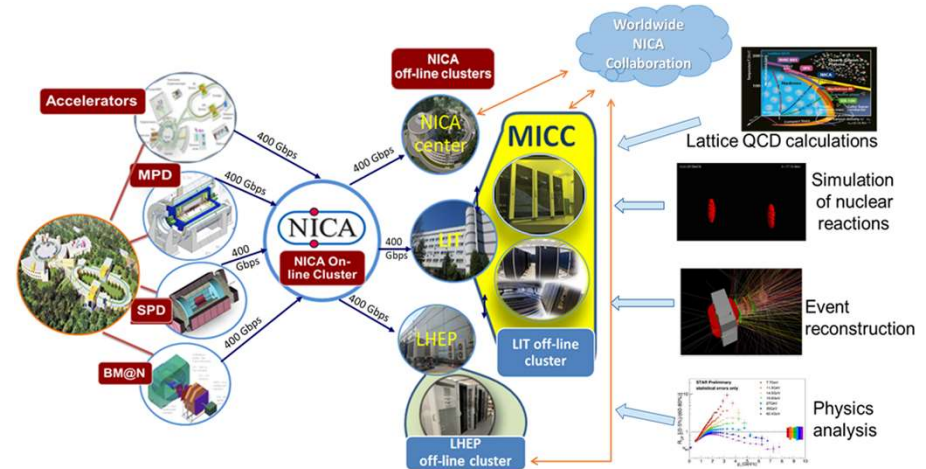 Worldwide
NICA
Collaboration
NICA
off-line clusters
Accelerators
400 Gbps
400 Gbps
NICA
center
MICC
Lattice QCD calculations
MPD
400 Gbps
Simulation
of nuclear
reactions
NICA
NICA On-
line Cluster
400
Gbps
LIT
400
Gbps
SPD
400 Gbps
400 Gbps
LHEP
LIT off-line
cluster
Event
reconstruction
BM@N
LHEP
off-line cluster
STAR Preliminary
statistical errors only
Physics
analysis